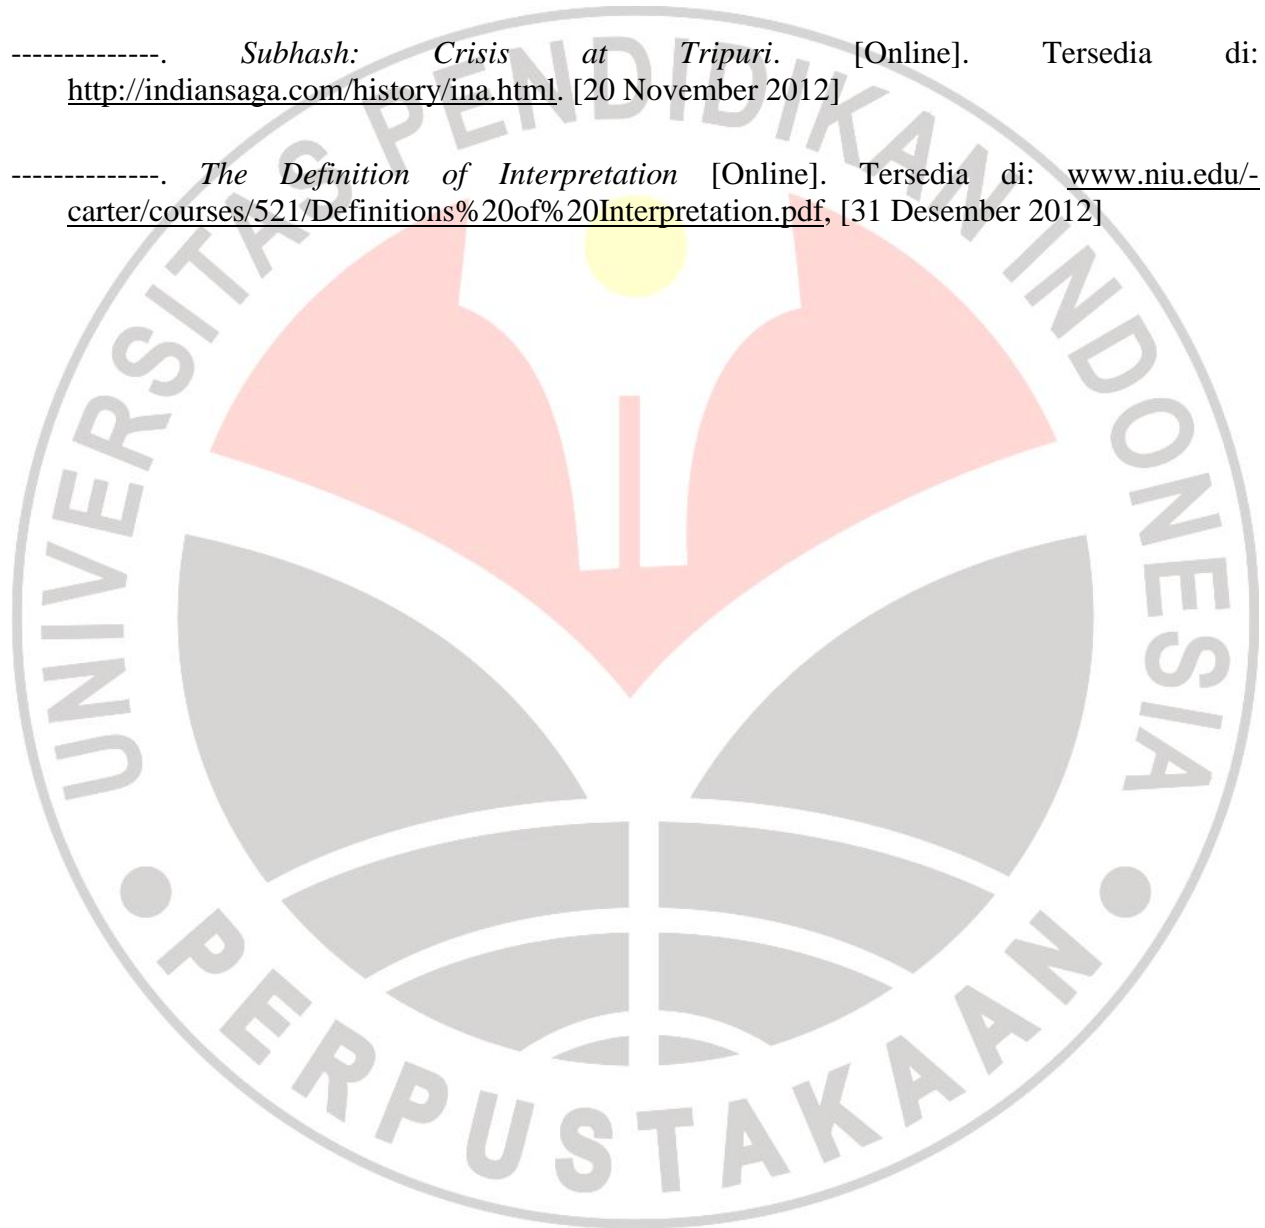 --------------. Subhash: Crisis at Tripuri. [Online]. Tersedia di:
http://indiansaga.com/history/ina.html. [20 November 2012]
--------------. The Definition of Interpretation [Online]. Tersedia di: www.niu.edu/-
carter/courses/521/Definitions%20of%20Interpretation.pdf, [31 Desember 2012]
UNIVERSITAS PENDIDIKAN INDONESIA
PERPUSTAKAAN